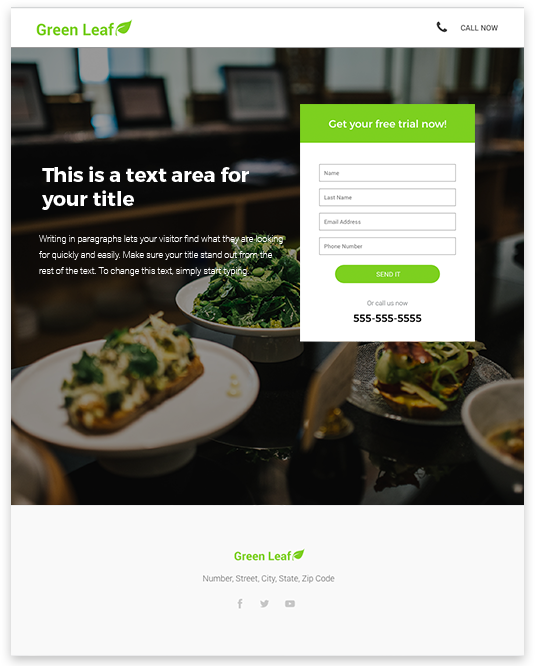 Green Leaf
CALL NOW
This is a text area for
your title
Writing in paragraphs lets your visitor find what they are looking
for quickly and easily. Make sure your title stand out from the
rest of the text. To change this text, simply start typing.
Get your free trial now!
Name
Last Name
Email Address
Phone Number
SEND IT
Or call us now
555-555-5555
Green Leaf
Number, Street, City, State, Zip Code